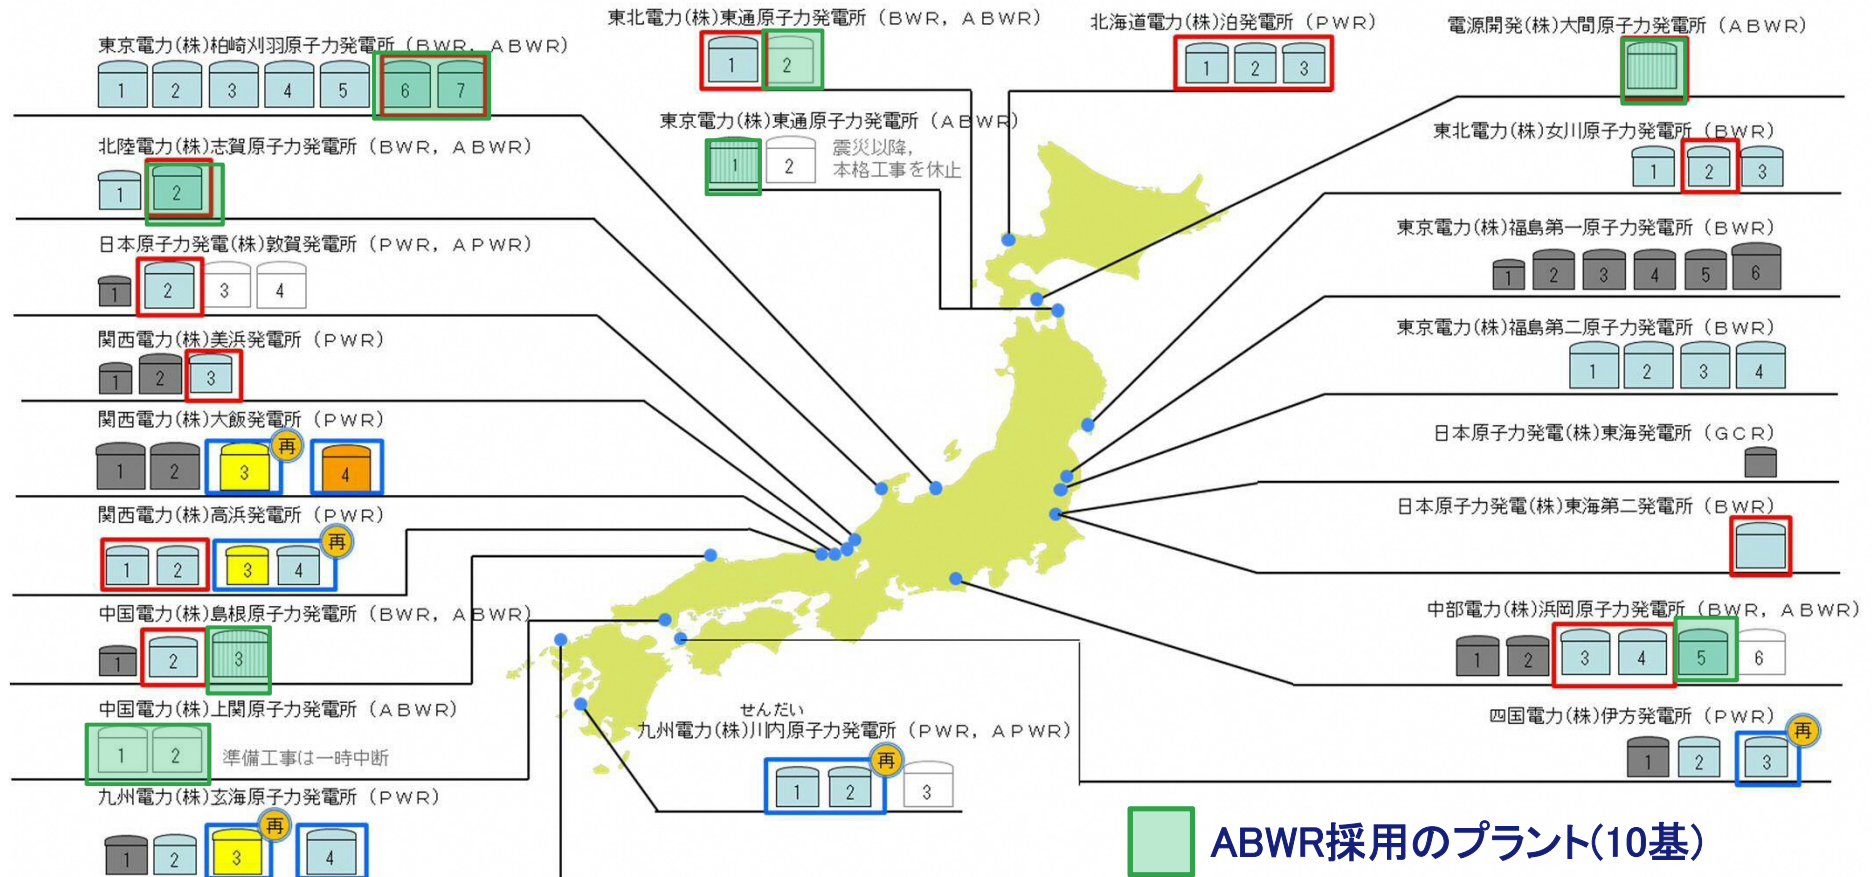 東京電力(株)柏崎刈羽原子力発電所（BWR，ABWR）
1 2 3 4 5 6 7
北陸電力(株)志賀原子力発電所（BWR，ABWR）
1 2
日本原子力発電(株)敦賀発電所（PWR，APWR）
1 2 3 4
関西電力(株)美浜発電所（PWR）
1 2 3
関西電力(株)大飯発電所（PWR）
再
1 2 3 4
関西電力(株)高浜発電所（PWR）
再
1 2 3 4
中国電力(株)島根原子力発電所（BWR，ABWR）
1 2 3
中国電力(株)上関原子力発電所（ABWR）
1 2 準備工事は一時中断
九州電力(株)玄海原子力発電所（PWR）
再
1 2 3 4
東北電力(株)東通原子力発電所（BWR，ABWR）
1 2
東京電力(株)東通原子力発電所（ABWR）
1 2
震災以降，
本格工事を休止
北海道電力(株)泊発電所（PWR）
1 2 3
電源開発(株)大間原子力発電所（ABWR）
東北電力(株)女川原子力発電所（BWR）
1 2 3
東京電力(株)福島第一原子力発電所（BWR）
1 2 3 4 5 6
東京電力(株)福島第二原子力発電所（BWR）
1 2 3 4
日本原子力発電(株)東海発電所（GCR）
日本原子力発電(株)東海第二発電所（BWR）
中部電力(株)浜岡原子力発電所（BWR，ABWR）
1 2 3 4 5 6
四国電力(株)伊方発電所（PWR）
再
1 2 3
せんだい
九州電力(株)川内原子力発電所（PWR，APWR）
再
1 2 3
ABWR採用のプラント(10基)